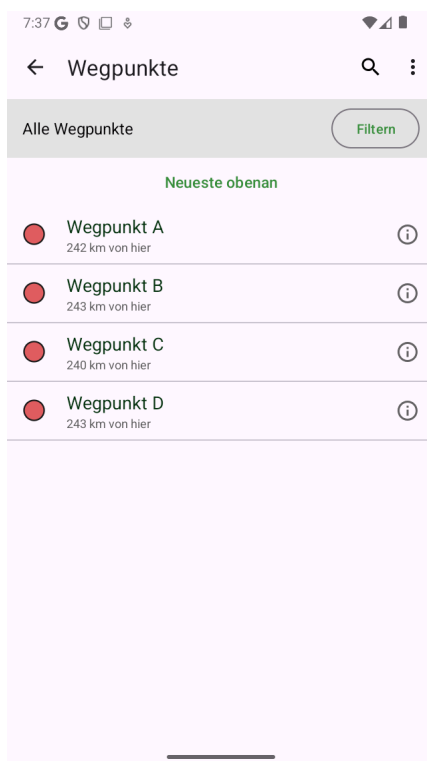 7:37
Wegpunkte
Alle Wegpunkte
Filtern
Neueste obenan
Wegpunkt A
242 km von hier
Wegpunkt B
243 km von hier
Wegpunkt C
240 km von hier
Wegpunkt D
243 km von hier